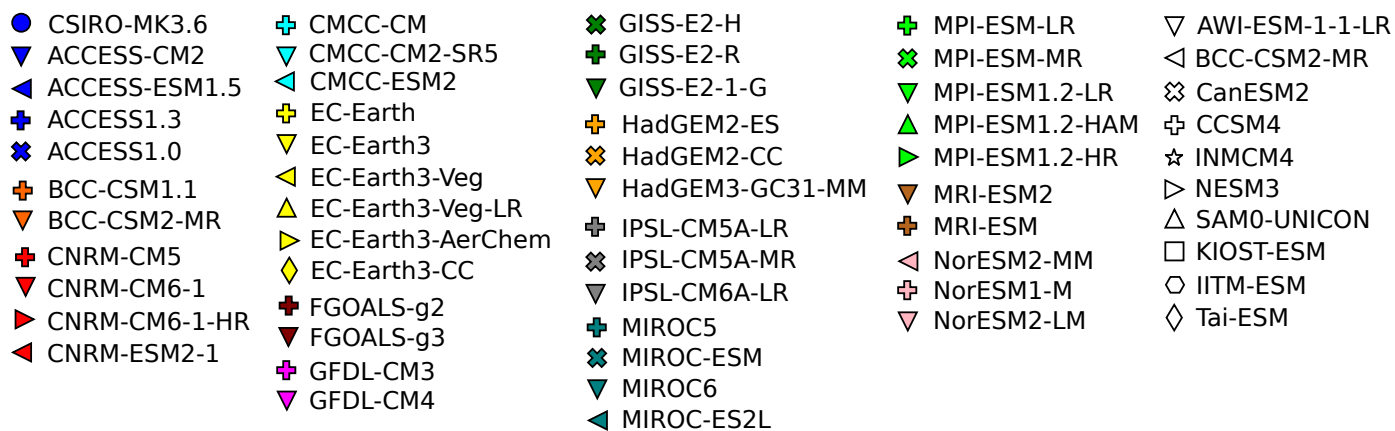 CSIRO-MK3.6
ACCESS-CM2
ACCESS-ESM1.5
ACCESS1.3
ACCESS1.0
BCC-CSM1.1
BCC-CSM2-MR
CNRM-CM5
CNRM-CM6-1
CNRM-CM6-1-HR
CNRM-ESM2-1
CMCC-CM
CMCC-CM2-SR5
CMCC-ESM2
EC-Earth
EC-Earth3
EC-Earth3-Veg
EC-Earth3-Veg-LR
EC-Earth3-AerChem
EC-Earth3-CC
FGOALS-g2
FGOALS-g3
GFDL-CM3
GFDL-CM4
GISS-E2-H
GISS-E2-R
GISS-E2-1-G
HadGEM2-ES
HadGEM2-CC
HadGEM3-GC31-MM
IPSL-CM5A-LR
IPSL-CM5A-MR
IPSL-CM6A-LR
MIROC5
MIROC-ESM
MIROC6
MIROC-ES2L
MPI-ESM-LR
MPI-ESM-MR
MPI-ESM1.2-LR
MPI-ESM1.2-HAM
MPI-ESM1.2-HR
MRI-ESM2
MRI-ESM
NorESM2-MM
NorESM1-M
NorESM2-LM
AWI-ESM-1-1-LR
BCC-CSM2-MR
CanESM2
CCSM4
INMCM4
NESM3
SAM0-UNICON
KIOST-ESM
IITM-ESM
Tai-ESM